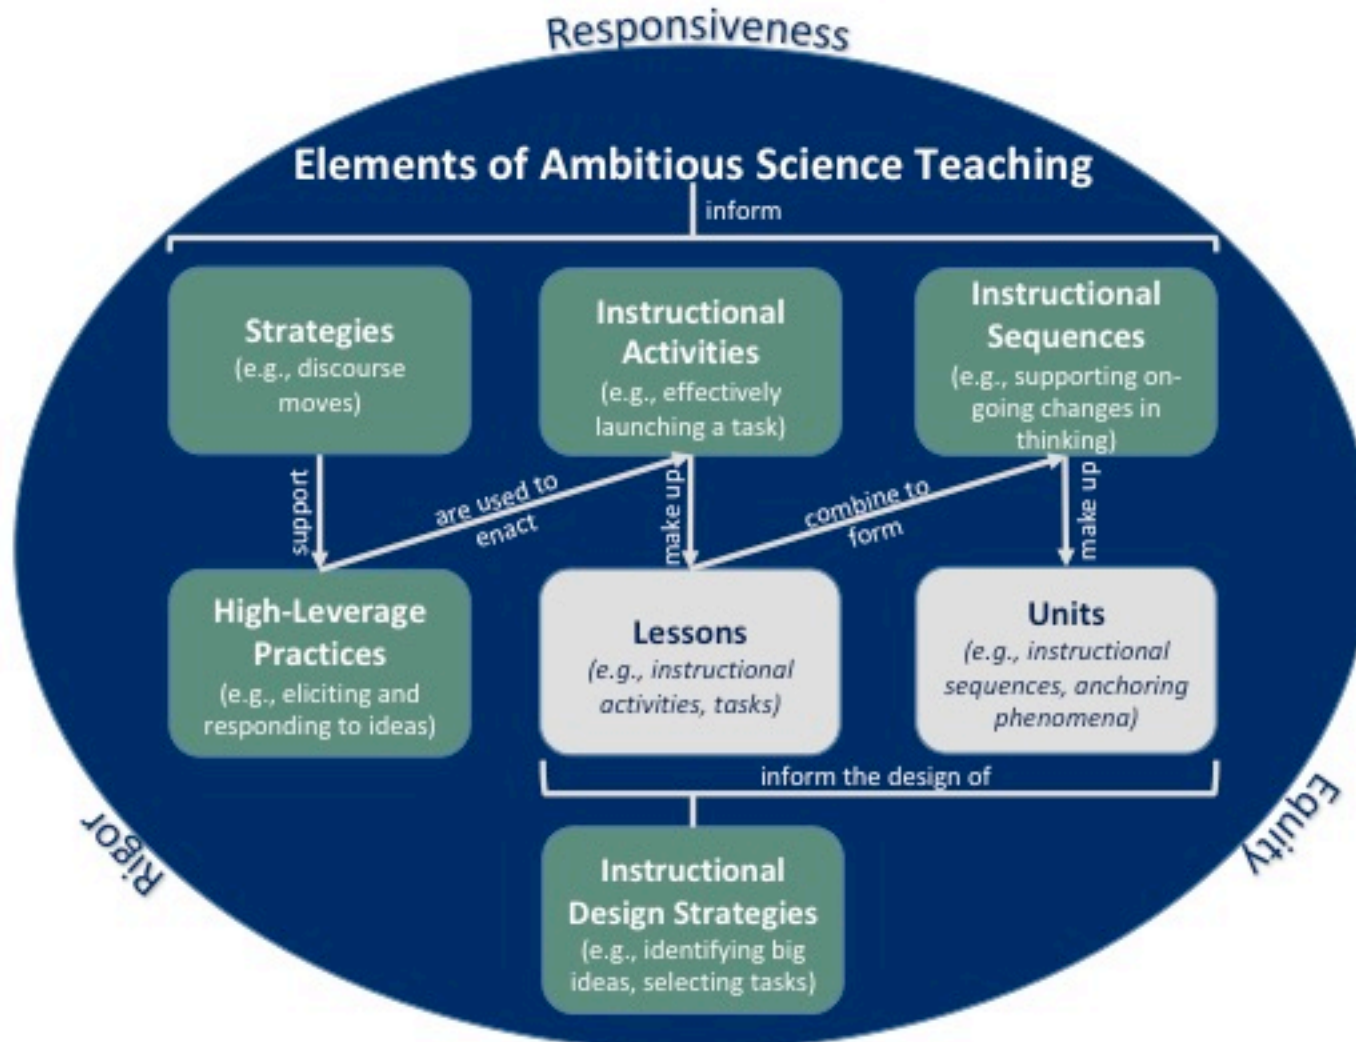 Responsiveness
Elements of Ambitious Science Teaching
inform
Strategies
(e.g., discourse
moves)
Instructional
Activities
(e.g., effectively
launching a task)
Instructional
Sequences
(e.g., supporting on-
going changes in
thinking)
support
are used to
enact
make up
combine to
form
make up
High-Leverage
Practices
(e.g., eliciting and
responding to ideas)
Lessons
(e.g., instructional
activities, tasks)
Units
(e.g., instructional
sequences, anchoring
phenomena)
inform the design of
Rigor
Equity
Instructional
Design Strategies
(e.g., identifying big
ideas, selecting tasks)